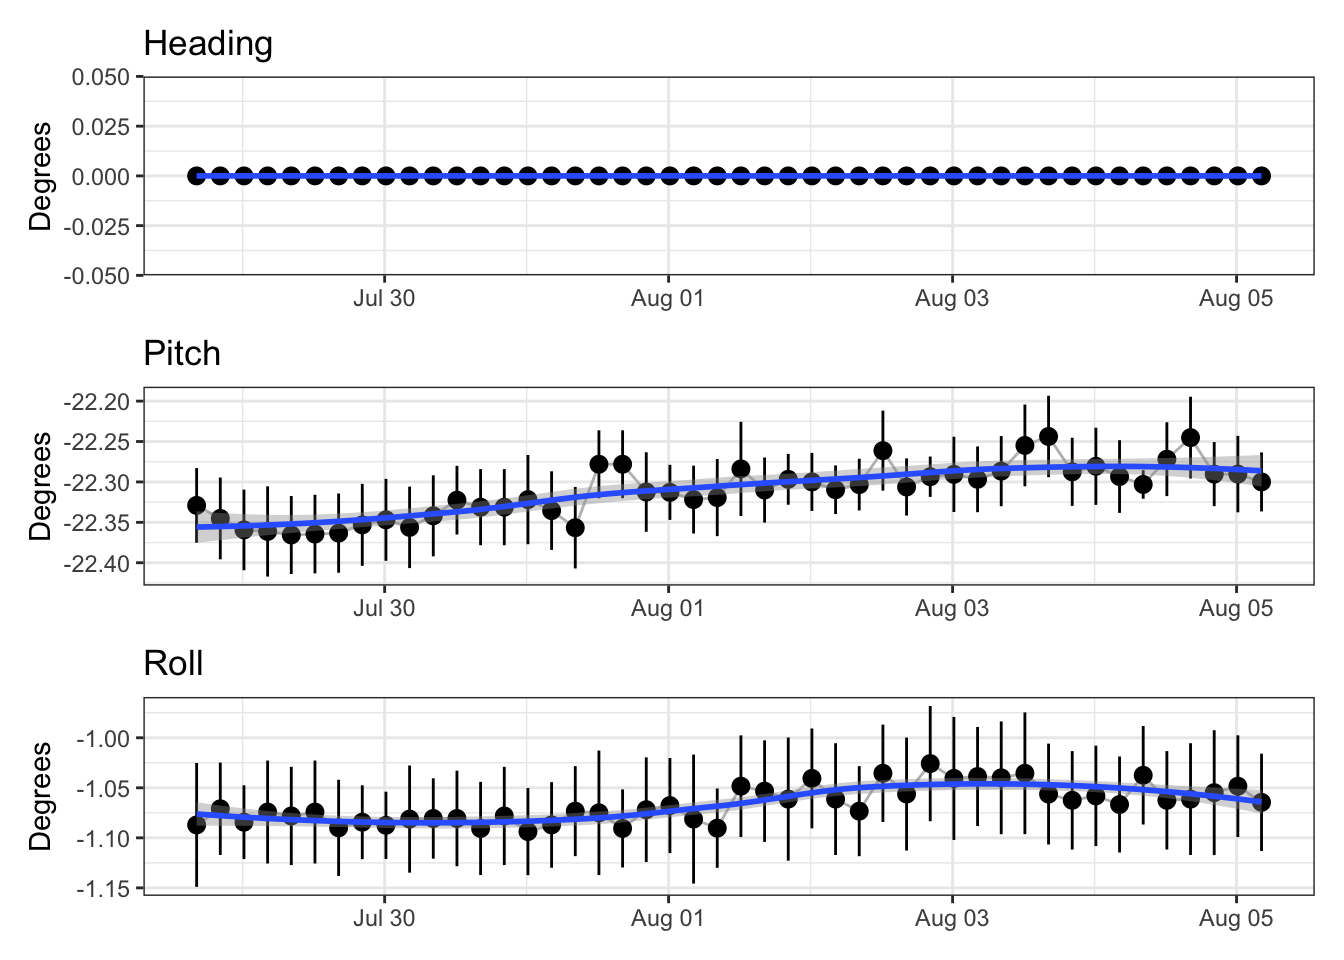 Heading
Degrees
0.050
0.025
0.000
-0.025
-0.050
Jul 30 Aug 01 Aug 03 Aug 05
Pitch
Degrees
-22.20
-22.25
-22.30
-22.35
-22.40
Jul 30 Aug 01 Aug 03 Aug 05
Roll
Degrees
-1.00
-1.05
-1.10
-1.15
Jul 30 Aug 01 Aug 03 Aug 05